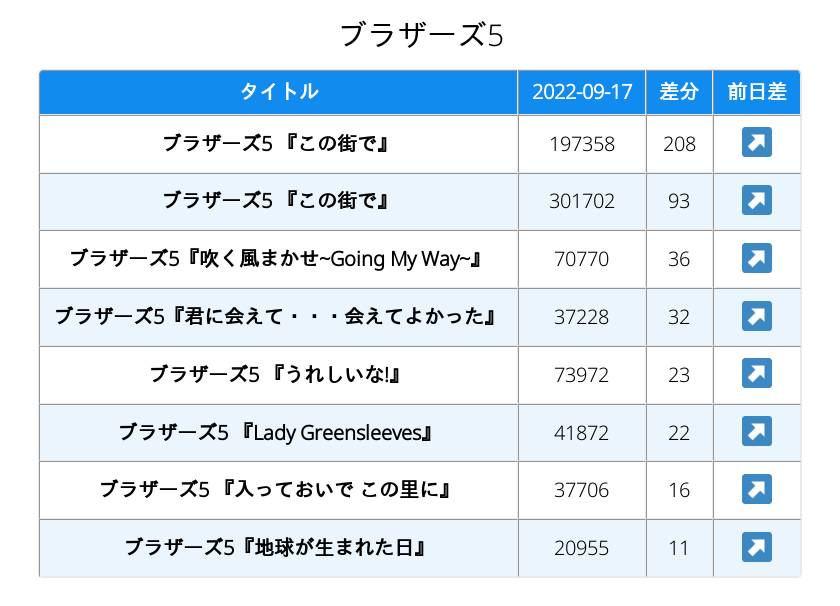 ブラザーズ5
タイトル 2022-09-17 差分 前日差
ブラザーズ5 『この街で』 197358 208
ブラザーズ5 『この街で』 301702 93
ブラザーズ5『吹く風まかせ~Going My Way~』 70770 36
ブラザーズ5『君に会えて・・・会えてよかった』 37228 32
ブラザーズ5 『うれしいな!』 73972 23
ブラザーズ5 『Lady Greensleeves』 41872 22
ブラザーズ5 『入っておいで この里に』 37706 16
ブラザーズ5『地球が生まれた日』 20955 11